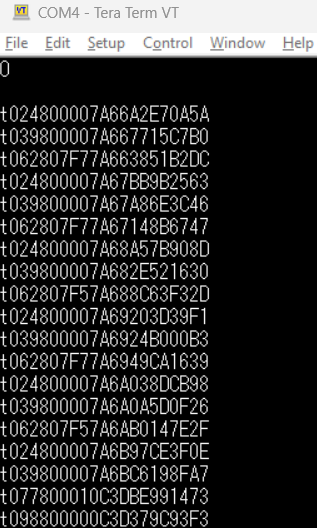 COM4 - Tera Term VT
File Edit Setup Control Window Help
O
t024800007A66A2E70A5A
t039800007A667715C7B0
t062807F77A663851B2DC
t024800007A67BB9B2563
t039800007A67A86E3C46
t062807F77A67148B6747
t024800007A68A57B908D
t039800007A682E521630
t062807F57A688C63F32D
t024800007A69203D39F1
t039800007A6924B000B3
t062807F77A6949CA1639
t024800007A6A038DCB98
t039800007A6A0A5D0F26
t062807F57A6AB0147E2F
t024800007A6B97CE3F0E
t039800007A6BC6198FA7
t077800010C3DBE991473
t098800000C3D379C93F3